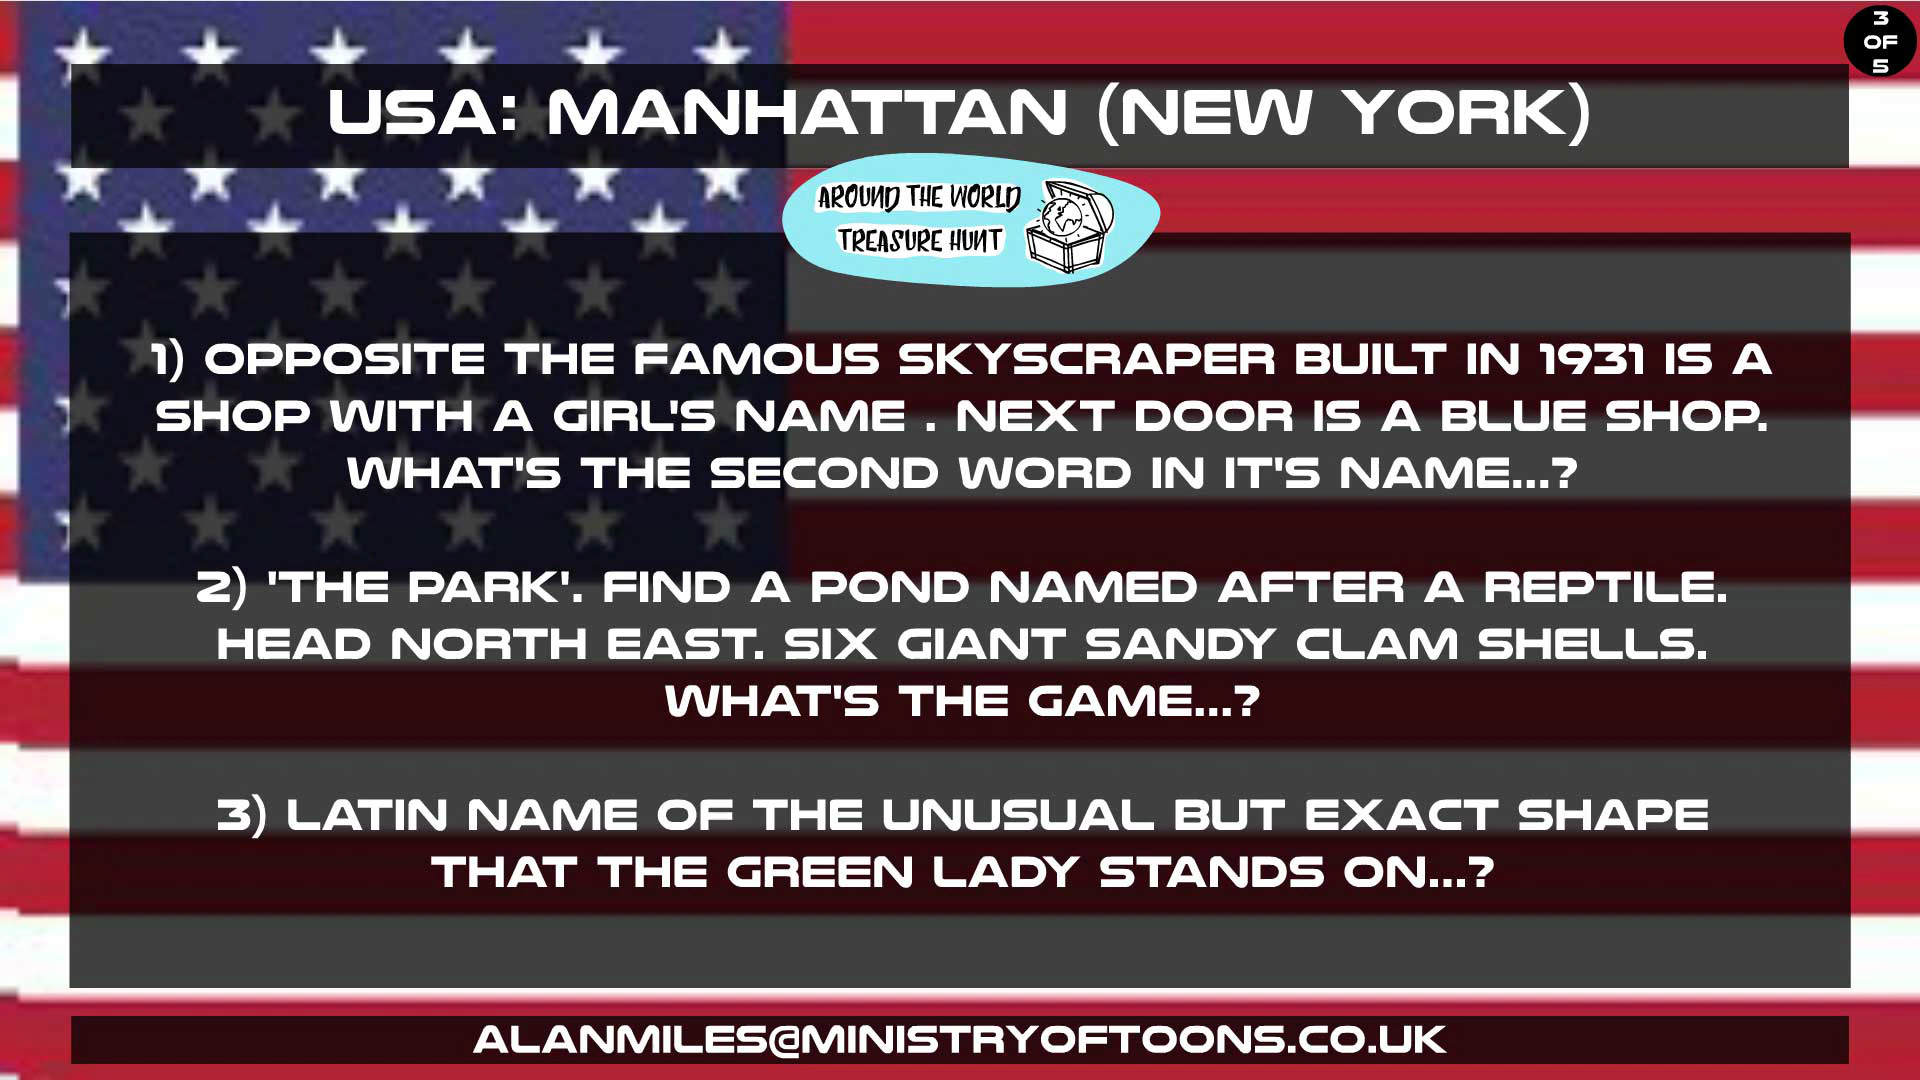 3
OF
5
USA: MANHATTAN (NEW YORK)
AROUND THE WORLD
TREASURE HUNT
1) OPPOSITE THE FAMOUS SKYSCRAPER BUILT IN 1931 IS A
SHOP WITH A GIRL'S NAME . NEXT DOOR IS A BLUE SHOP.
WHAT'S THE SECOND WORD IN IT'S NAME...?
2) 'THE PARK'. FIND A POND NAMED AFTER A REPTILE.
HEAD NORTH EAST. SIX GIANT SANDY CLAM SHELLS.
WHAT'S THE GAME...?
3) LATIN NAME OF THE UNUSUAL BUT EXACT SHAPE
THAT THE GREEN LADY STANDS ON...?
ALANMILES@MINISTRYOFTOONS.CO.UK